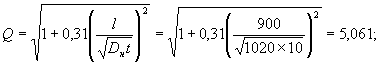 Q = √(1 + 0,31(l / √(Dнt))²) = √(1 + 0,31(900 / √(1020×10))²) = 5,061;